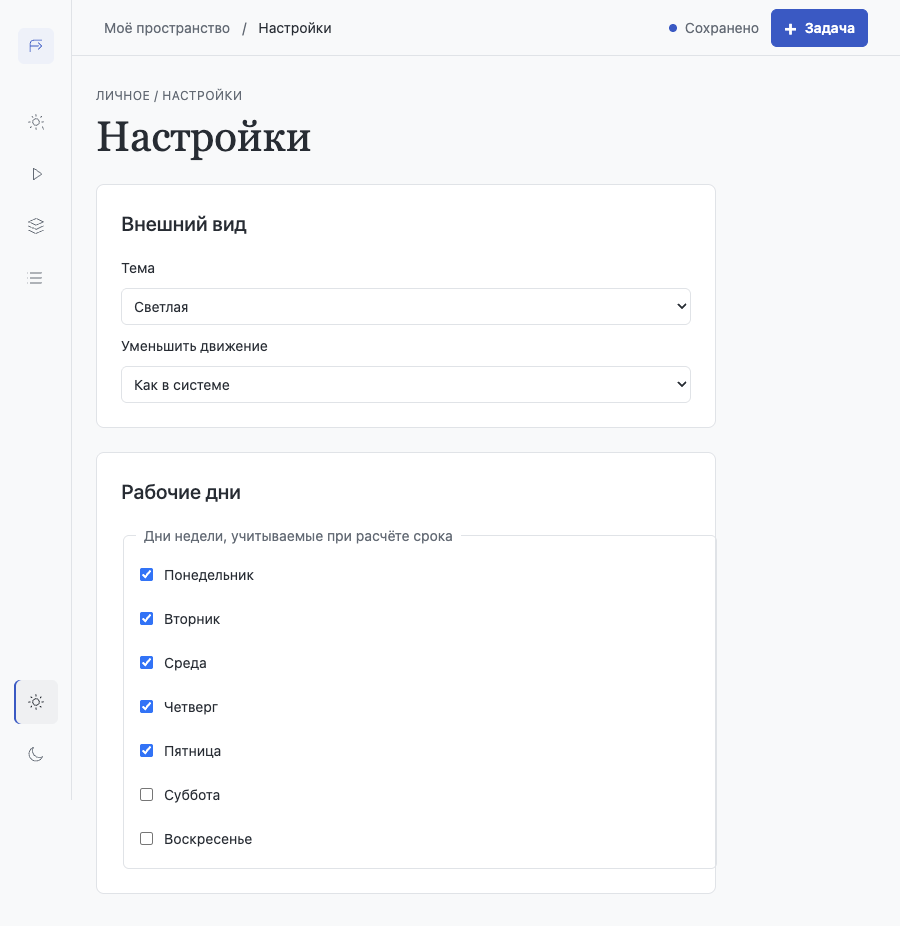 Моё пространство / Настройки
Сохранено
+ Задача
ЛИЧНОЕ / НАСТРОЙКИ
Настройки
Внешний вид
Тема
Светлая
Уменьшить движение
Как в системе
Рабочие дни
Дни недели, учитываемые при расчёте срока
Понедельник
Вторник
Среда
Четверг
Пятница
Суббота
Воскресенье